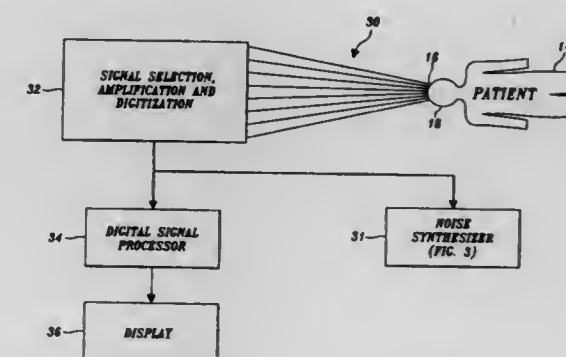 30
SIGNAL SELECTION,
AMPLIFICATION AND
DIGITIZATION
32
16
PATIENT
18
34
DIGITAL SIGNAL
PROCESSOR
31
NOISE
SYNTHESIZER
(FIG. 3)
36
DISPLAY